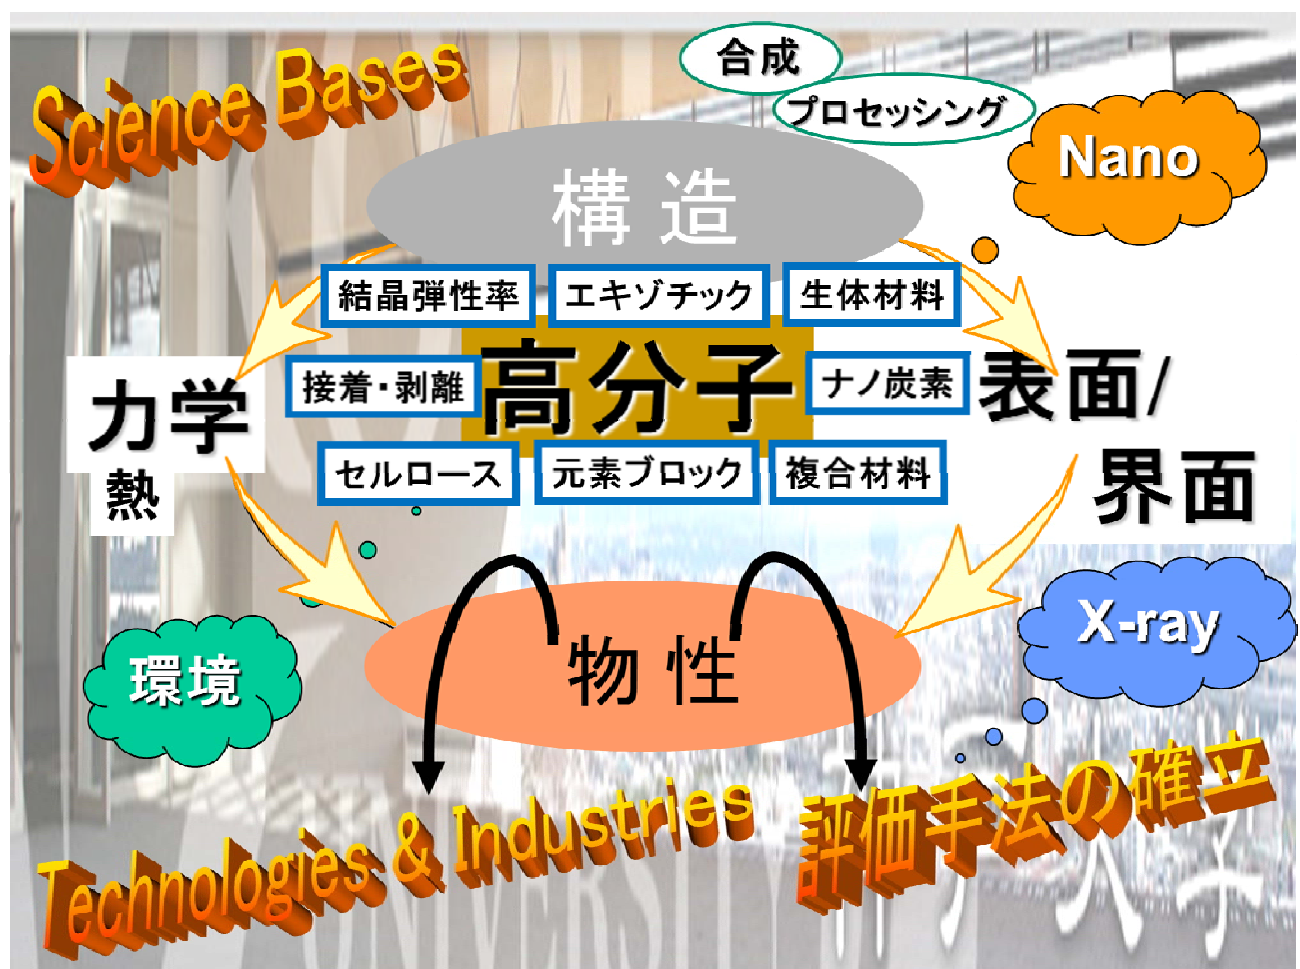 Science Bases
合成
プロセッシング
Nano
構造
結晶弾性率
エキゾチック
生体材料
力学
熱
接着・剥離
高分子
ナノ炭素
表面/
界面
セルロース
元素ブロック
複合材料
環境
物性
X-ray
Technologies & Industries
評価手法の確立
UNIVERSITY